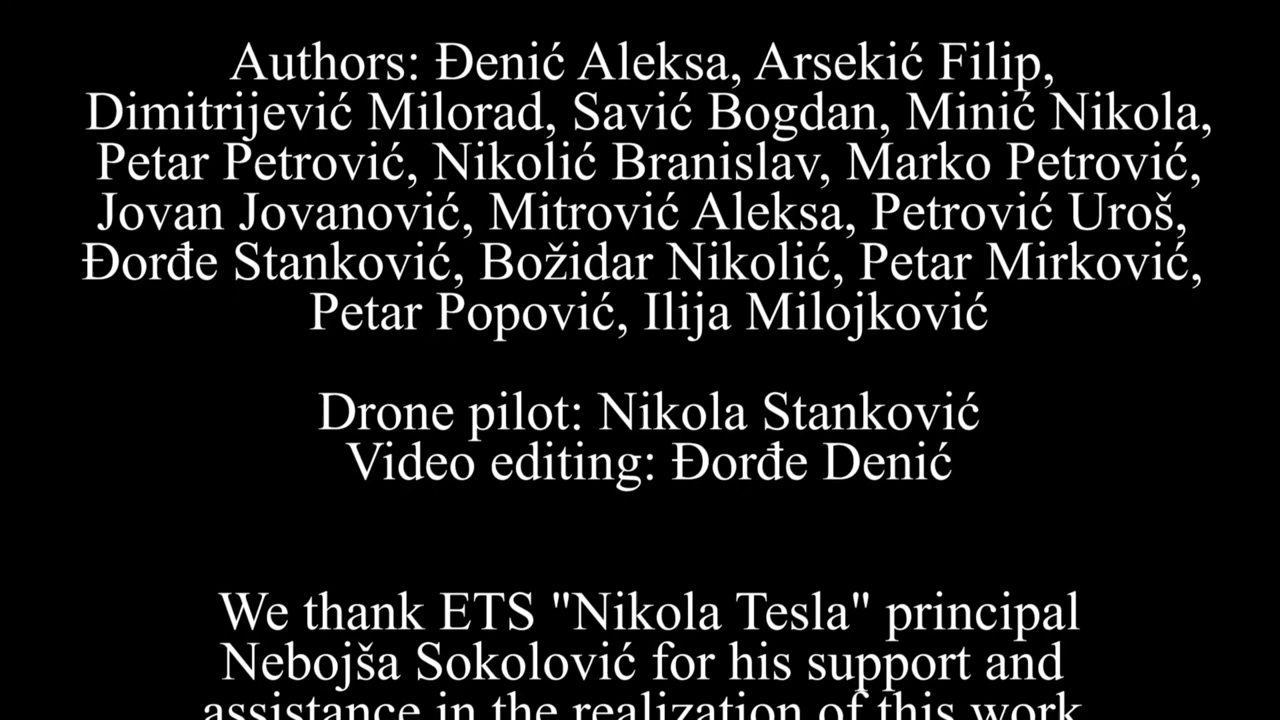 Authors: Đenić Aleksa, Arsekić Filip,
Dimitrijević Milorad, Savić Bogdan, Minić Nikola,
Petar Petrović, Nikolić Branislav, Marko Petrović,
Jovan Jovanović, Mitrović Aleksa, Petrović Uroš,
Đorđe Stanković, Božidar Nikolić, Petar Mirković,
Petar Popović, Ilija Milojković
Drone pilot: Nikola Stanković
Video editing: Đorđe Denić
We thank ETS "Nikola Tesla" principal
Nebojša Sokolović for his support and
assistance in the realization of this work